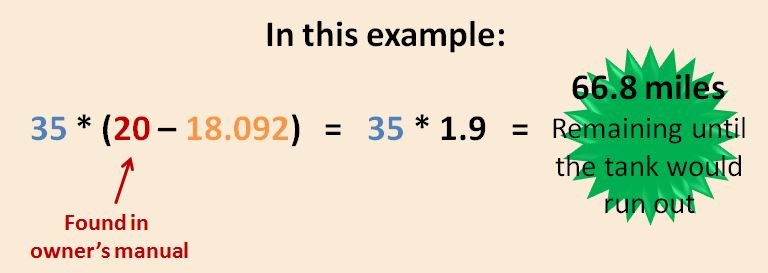 In this example:
35 * (20 – 18.092) = 35 * 1.9 = 66.8 miles
Remaining until
the tank would
run out
Found in
owner's manual